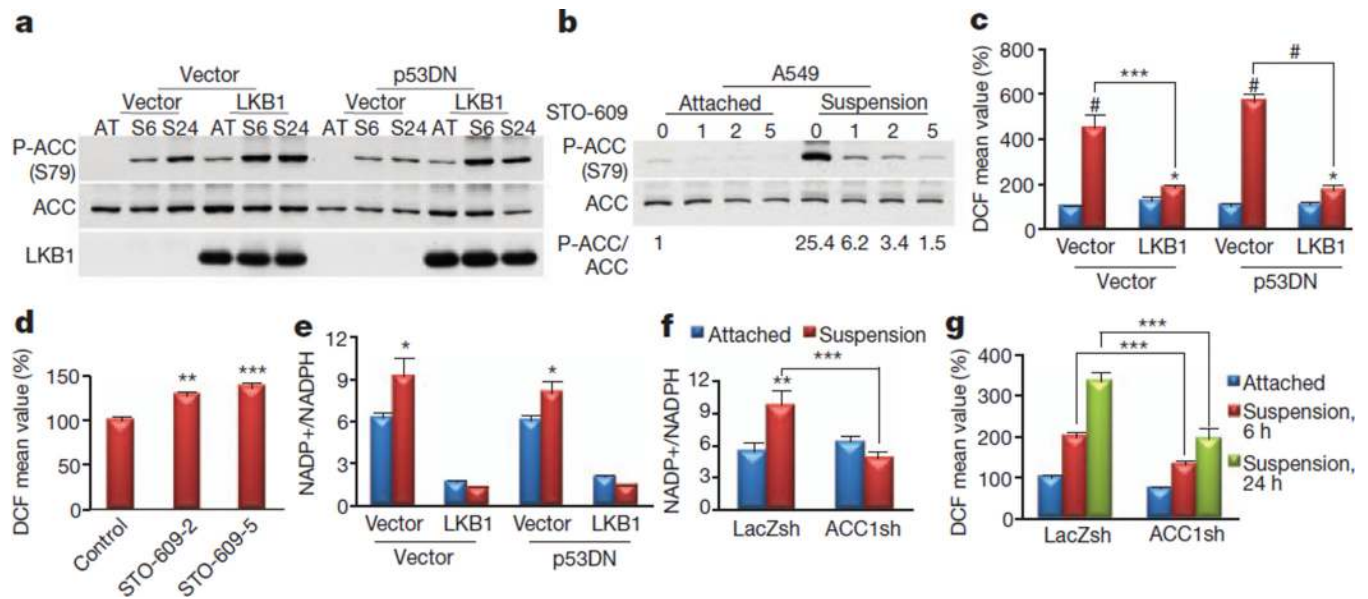 a
Vector p53DN
Vector LKB1 Vector LKB1
AT S6 S24 AT S6 S24 AT S6 S24 AT S6 S24
P-ACC
(S79)
ACC
LKB1
b
A549
STO-609 Attached Suspension
0 1 2 5 0 1 2 5
P-ACC
(S79)
ACC
P-ACC/
ACC
1 25.4 6.2 3.4 1.5
c
DCF mean value (%)
800
600
400
200
0
# *** * # # *
Vector LKB1 Vector LKB1
Vector p53DN
d
DCF mean value (%)
150
100
50
0
** ***
Control
STO-609-2
STO-609-5
e
NADP+/NADPH
12
9
6
3
0
* *
Vector LKB1 Vector LKB1
Vector p53DN
f
Attached Suspension
NADP+/NADPH
12
9
6
3
0
** ***
LacZsh ACC1sh
g
DCF mean value (%)
400
300
200
100
0
***
***
LacZsh ACC1sh
Attached
Suspension,
6 h
Suspension,
24 h